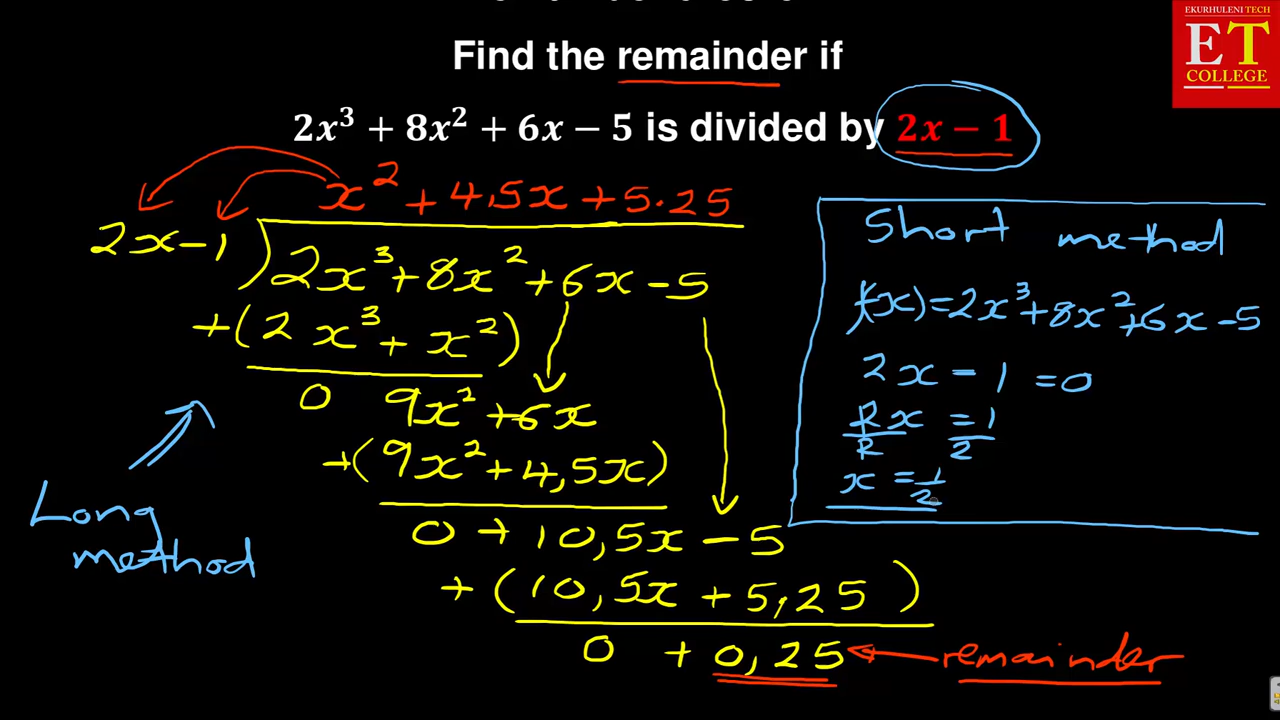 EKURHULENI TECH
ET
COLLEGE
Find the remainder if
2x³ + 8x² + 6x − 5 is divided by 2x − 1
x² + 4,5x + 5.25
2x−1 2x³+8x²+6x−5
+(2x³+x²)
0 9x²+6x
+(9x²+4,5x)
0 + 10,5x −5
+(10,5x + 5,25)
0 + 0,25 remainder
Long
method
Short method
f(x)=2x³+8x²+6x−5
2x − 1 =0
2x/2 = 1/2
x = 1/2